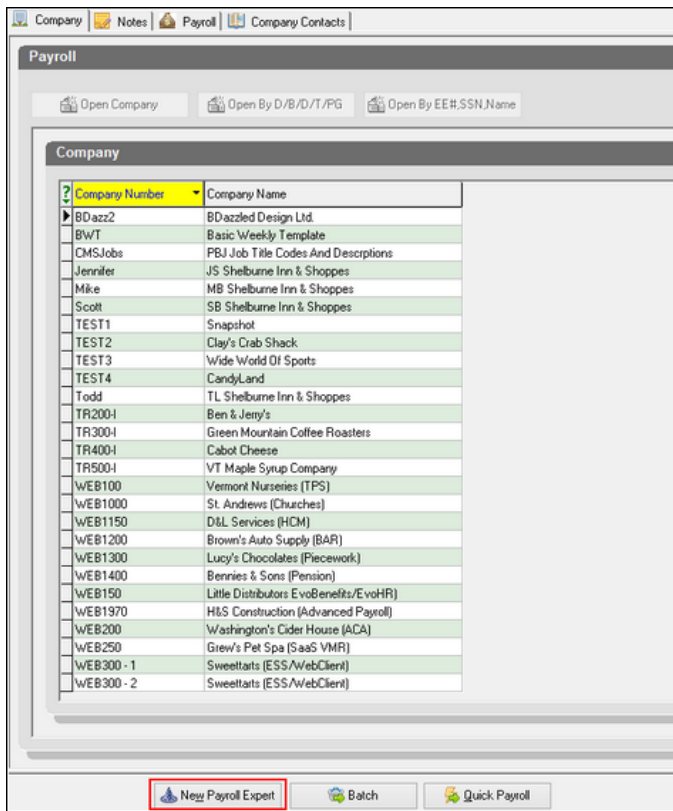 Company Notes Payroll Company Contacts
Payroll
Open Company Open By D/B/D/T/PG Open By EE#,SSN,Name
Company
? Company Number Company Name
BDazz2 BDazzled Design Ltd.
BWT Basic Weekly Template
CMSJobs PBJ Job Title Codes And Descrptions
Jennifer JS Shelburne Inn & Shoppes
Mike MB Shelburne Inn & Shoppes
Scott SB Shelburne Inn & Shoppes
TEST1 Snapshot
TEST2 Clay's Crab Shack
TEST3 Wide World Of Sports
TEST4 CandyLand
Todd TL Shelburne Inn & Shoppes
TR200-I Ben & Jerry's
TR300-I Green Mountain Coffee Roasters
TR400-I Cabot Cheese
TR500-I VT Maple Syrup Company
WEB100 Vermont Nurseries (TPS)
WEB1000 St. Andrews (Churches)
WEB1150 D&L Services (HCM)
WEB1200 Brown's Auto Supply (BAR)
WEB1300 Lucy's Chocolates (Piecework)
WEB1400 Bennies & Sons (Pension)
WEB150 Little Distributors EvoBenefits/EvoHR)
WEB1970 H&S Construction (Advanced Payroll)
WEB200 Washington's Cider House (ACA)
WEB250 Grew's Pet Spa (SaaS VMR)
WEB300 - 1 Sweettarts (ESS/WebClient)
WEB300 - 2 Sweettarts (ESS/WebClient)
New Payroll Expert Batch Quick Payroll